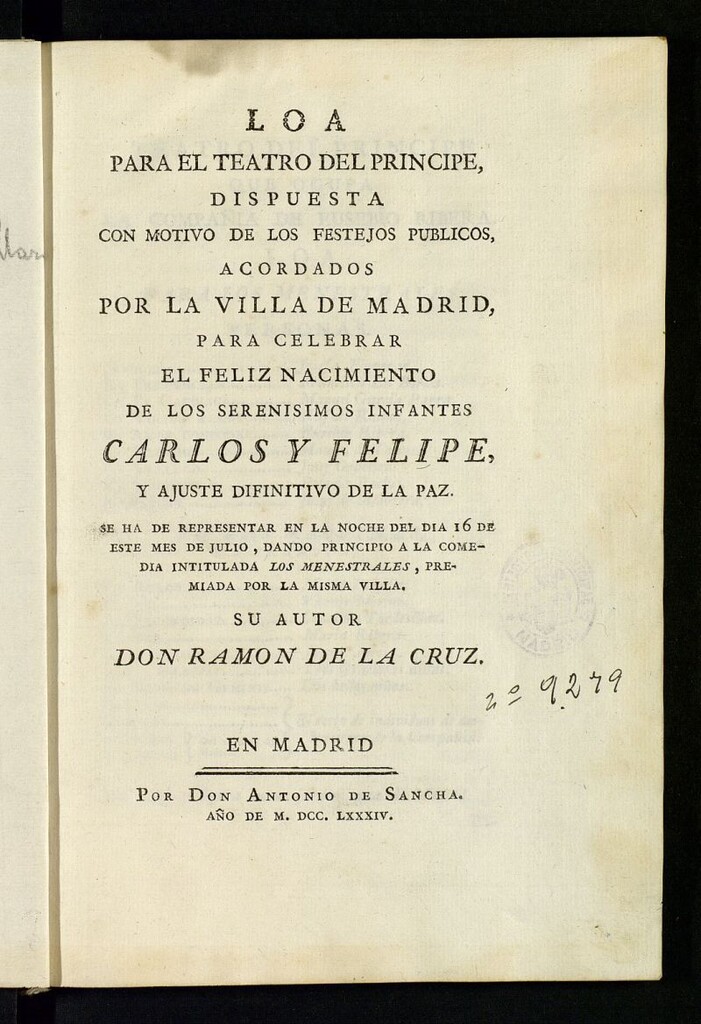 LOA
PARA EL TEATRO DEL PRINCIPE,
DISPUESTA
CON MOTIVO DE LOS FESTEJOS PUBLICOS,
ACORDADOS
POR LA VILLA DE MADRID,
PARA CELEBRAR
EL FELIZ NACIMIENTO
DE LOS SERENISIMOS INFANTES
CARLOS Y FELIPE,
Y AJUSTE DIFINITIVO DE LA PAZ.
SE HA DE REPRESENTAR EN LA NOCHE DEL DIA 16 DE
ESTE MES DE JULIO, DANDO PRINCIPIO A LA COME-
DIA INTITULADA LOS MENESTRALES, PRE-
MIADA POR LA MISMA VILLA.
SU AUTOR
DON RAMON DE LA CRUZ.
nº 9.279
EN MADRID
POR DON ANTONIO DE SANCHA.
AÑO DE M. DCC. LXXXIV.